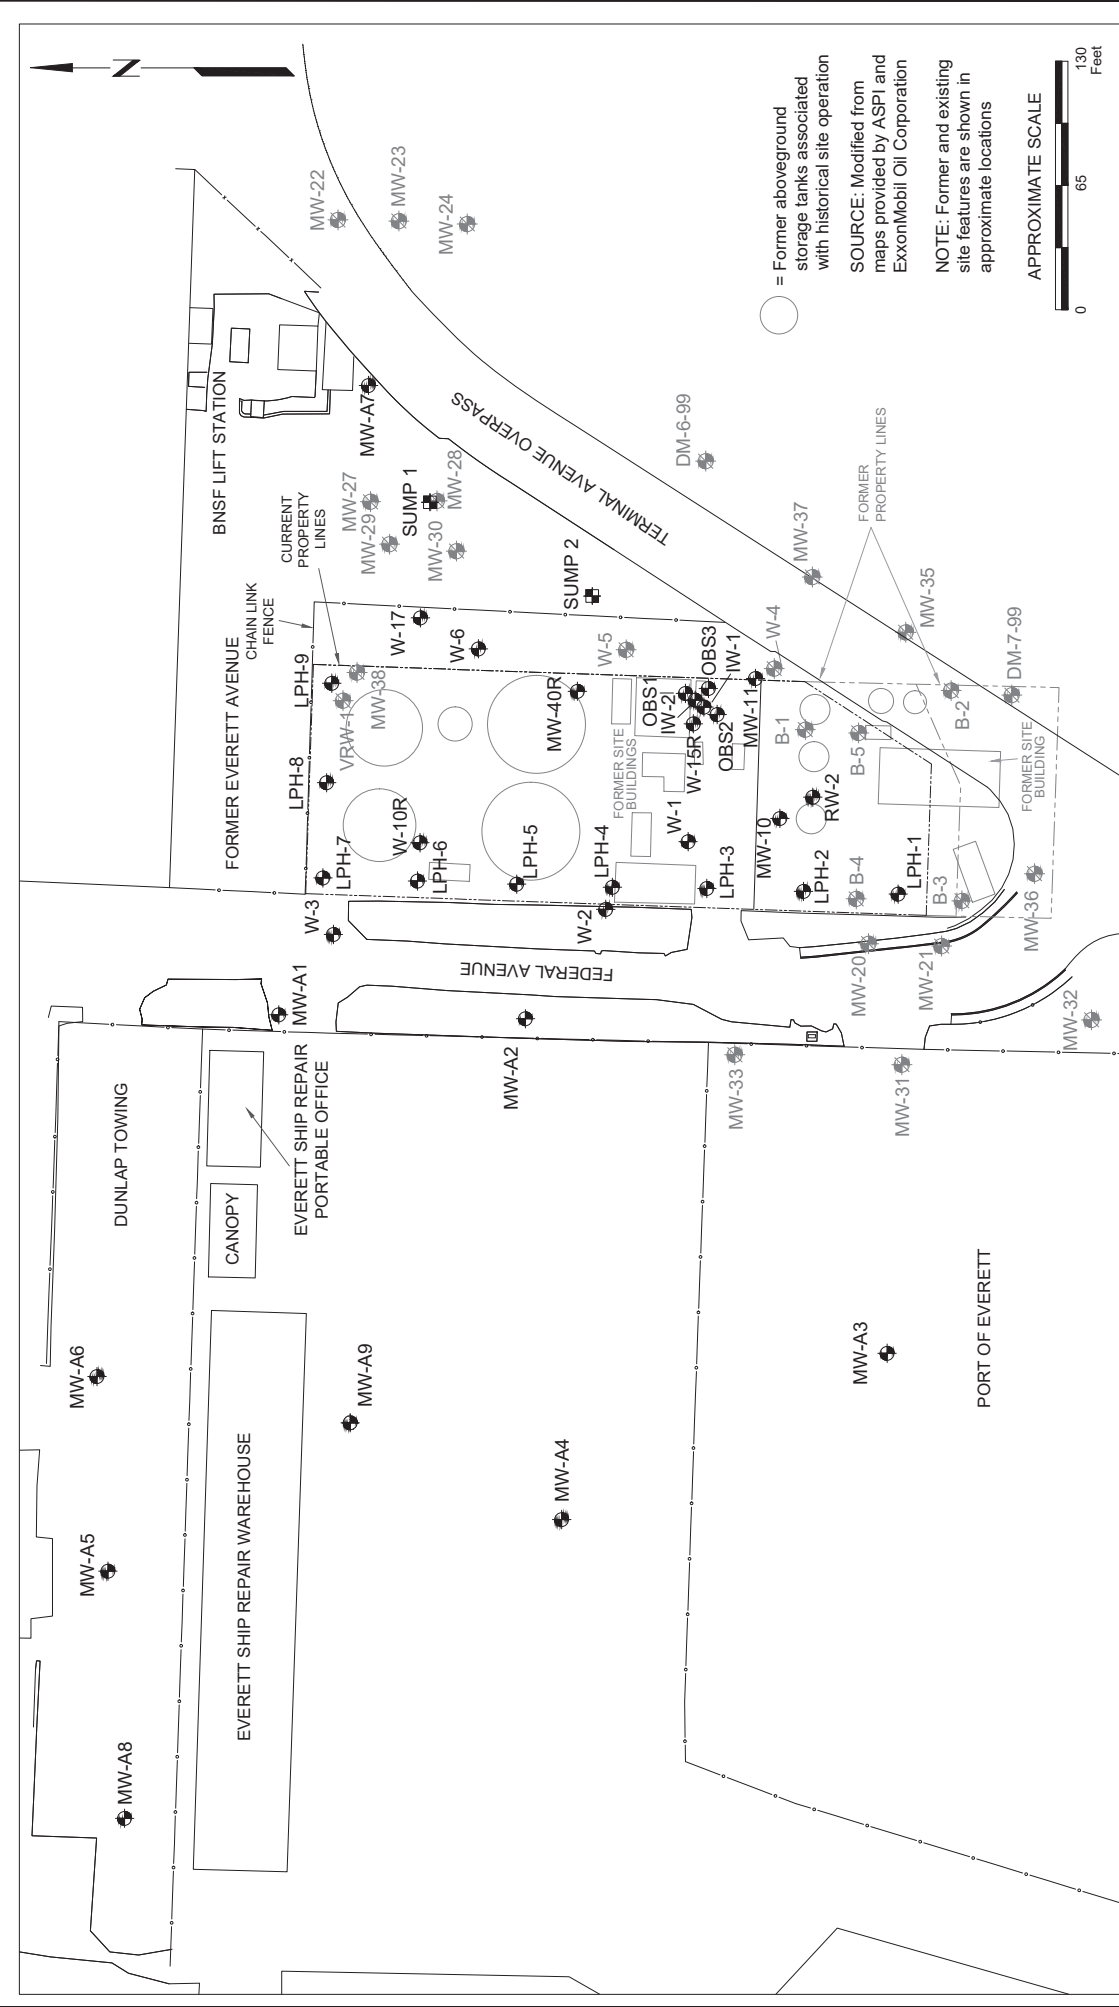 N
MW-22
MW-23
MW-24
BNSF LIFT STATION
MW-A7
TERMINAL AVENUE OVERPASS
MW-27
MW-29
SUMP 1
MW-28
MW-30
SUMP 2
CURRENT
PROPERTY
LINES
CHAIN LINK
FENCE
FORMER EVERETT AVENUE
W-17
W-6
W-5
LPH-9
VRW-1
MW-38
LPH-8
MW-40R
OBS1
IW-2
OBS3
IW-1
W-15R
OBS2
MW-11
W-4
DM-6-99
MW-37
MW-35
DM-7-99
FORMER
PROPERTY LINES
B-1
B-5
B-2
FORMER SITE
BUILDING
FORMER SITE
BUILDINGS
LPH-7
W-10R
LPH-6
LPH-5
LPH-4
W-1
LPH-3
MW-10
RW-2
LPH-2
B-4
LPH-1
B-3
MW-36
W-3
W-2
FEDERAL AVENUE
MW-20
MW-21
MW-32
MW-A1
MW-A2
MW-33
MW-31
DUNLAP TOWING
EVERETT SHIP REPAIR
PORTABLE OFFICE
CANOPY
MW-A6
MW-A9
MW-A3
PORT OF EVERETT
EVERETT SHIP REPAIR WAREHOUSE
MW-A4
MW-A5
MW-A8
= Former aboveground
storage tanks associated
with historical site operation
SOURCE: Modified from
maps provided by ASPI and
ExxonMobil Oil Corporation
NOTE: Former and existing
site features are shown in
approximate locations
APPROXIMATE SCALE
0 65 130
Feet